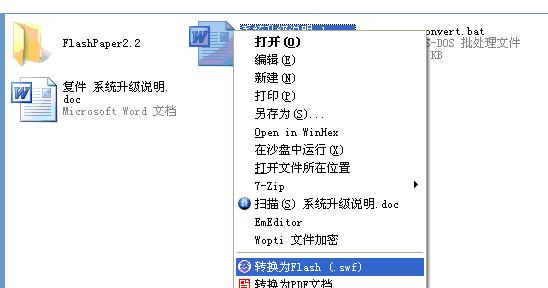 FlashPaper2.2
onvert.bat
S-DOS 批处理文件
KB
复件 系统升级说明.
doc
Microsoft Word 文档
打开(O)
编辑(E)
新建(N)
打印(P)
另存为(S)...
Open in WinHex
在沙盘中运行(X)
打开文件所在位置
7-Zip
扫描(S) 系统升级说明.doc
EmEditor
Wopti 文件加密
转换为Flash (.swf)
转换为PDF文档